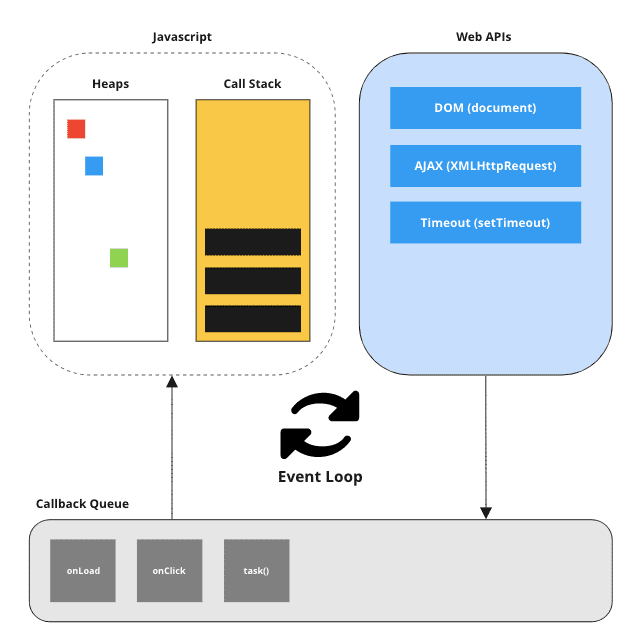 Javascript
Web APIs
Heaps
Call Stack
DOM (document)
AJAX (XMLHttpRequest)
Timeout (setTimeout)
Event Loop
Callback Queue
onLoad
onClick
task()